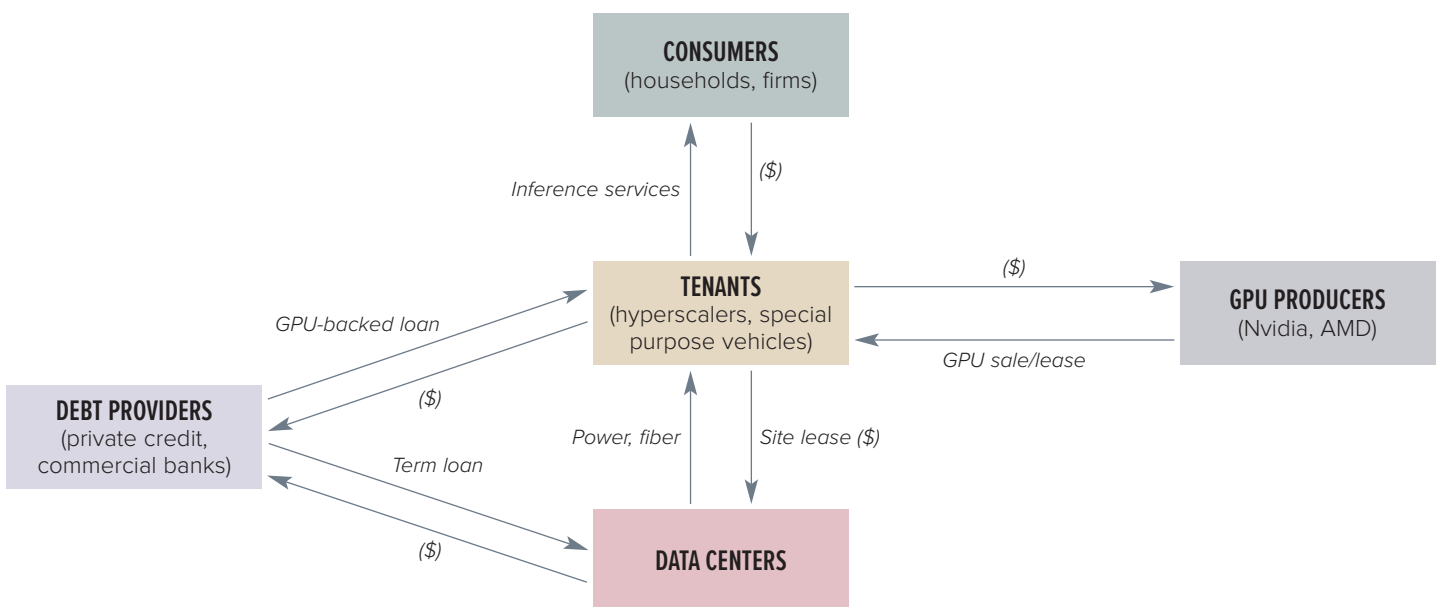 CONSUMERS
(households, firms)
Inference services
($)
TENANTS
(hyperscalers, special
purpose vehicles)
($)
GPU sale/lease
GPU PRODUCERS
(Nvidia, AMD)
GPU-backed loan
($)
DEBT PROVIDERS
(private credit,
commercial banks)
Term loan
($)
Power, fiber
Site lease ($)
DATA CENTERS